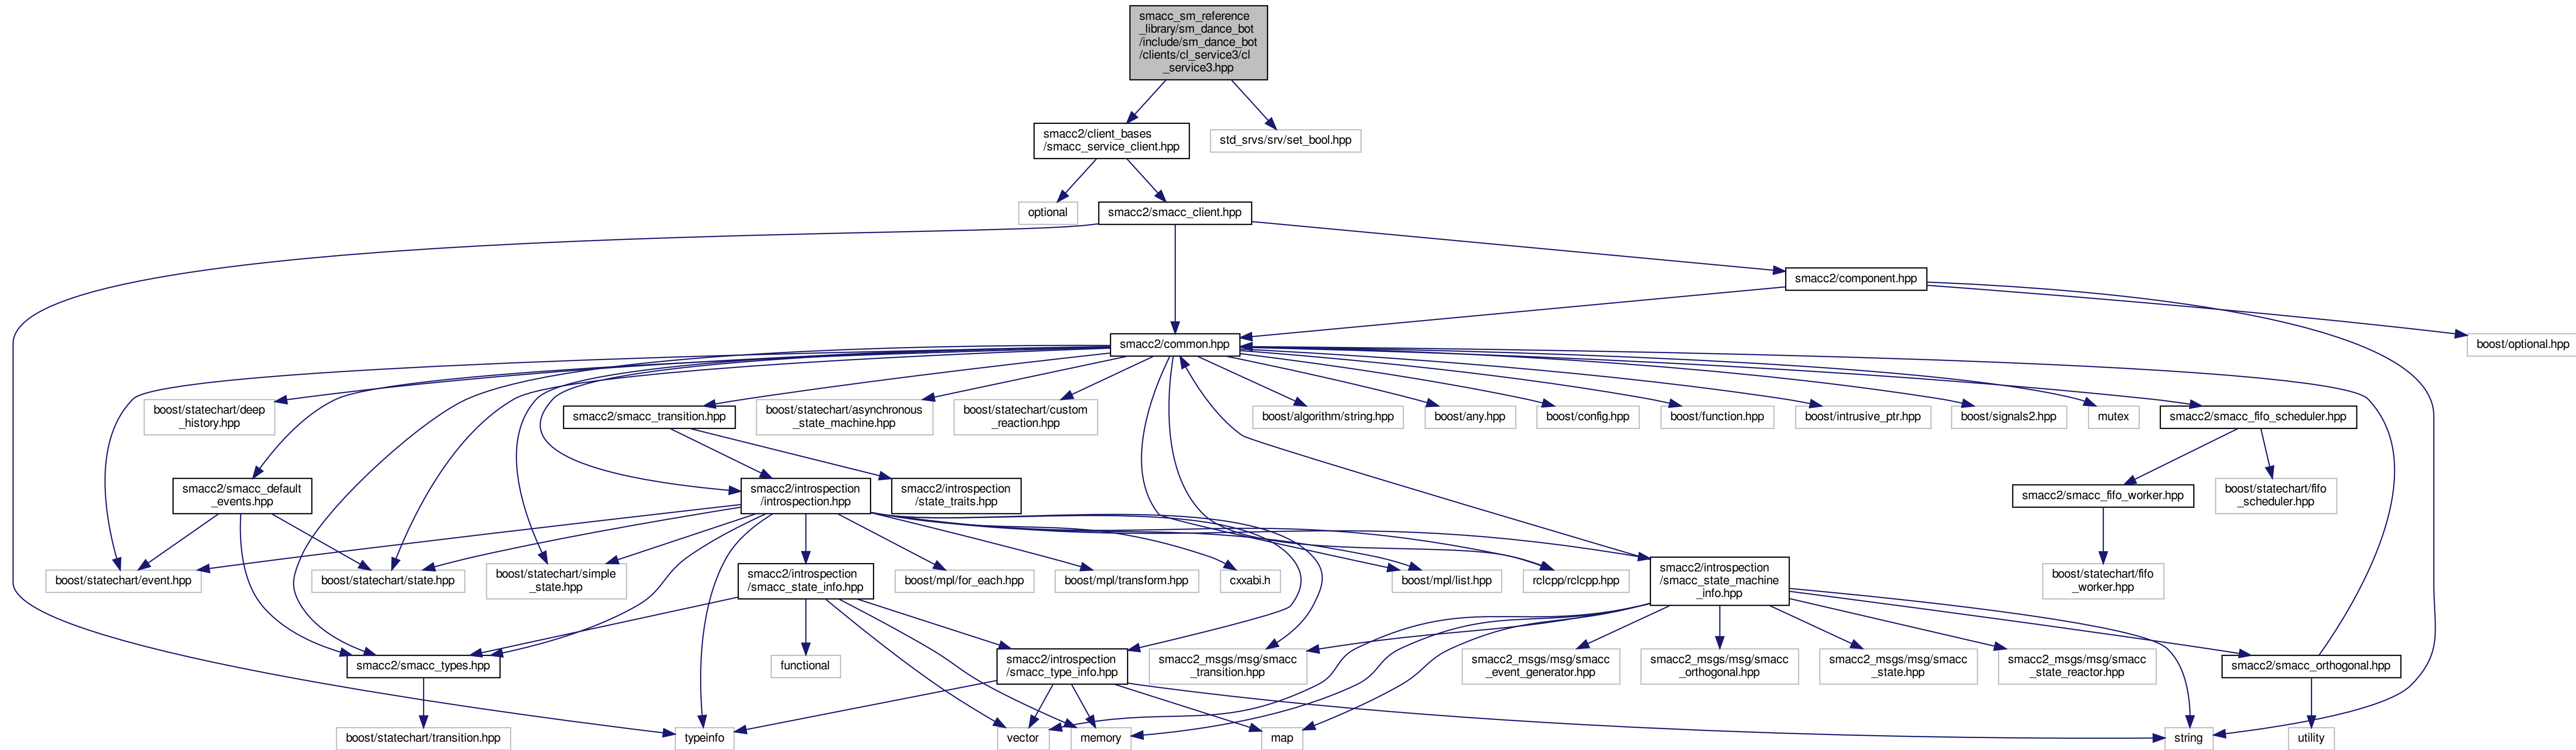 smacc_sm_reference
_library/sm_dance_bot
/include/sm_dance_bot
/clients/cl_service3/cl
_service3.hpp
smacc2/client_bases
/smacc_service_client.hpp
std_srvs/srv/set_bool.hpp
optional
smacc2/smacc_client.hpp
smacc2/component.hpp
smacc2/common.hpp
boost/optional.hpp
boost/statechart/deep
_history.hpp
smacc2/smacc_transition.hpp
boost/statechart/asynchronous
_state_machine.hpp
boost/statechart/custom
_reaction.hpp
boost/algorithm/string.hpp
boost/any.hpp
boost/config.hpp
boost/function.hpp
boost/intrusive_ptr.hpp
boost/signals2.hpp
mutex
smacc2/smacc_fifo_scheduler.hpp
smacc2/smacc_default
_events.hpp
smacc2/introspection
/introspection.hpp
smacc2/introspection
/state_traits.hpp
smacc2/smacc_fifo_worker.hpp
boost/statechart/fifo
_scheduler.hpp
boost/statechart/event.hpp
boost/statechart/state.hpp
boost/statechart/simple
_state.hpp
smacc2/introspection
/smacc_state_info.hpp
boost/mpl/for_each.hpp
boost/mpl/transform.hpp
cxxabi.h
boost/mpl/list.hpp
rclcpp/rclcpp.hpp
smacc2/introspection
/smacc_state_machine
_info.hpp
boost/statechart/fifo
_worker.hpp
smacc2/smacc_types.hpp
functional
smacc2/introspection
/smacc_type_info.hpp
smacc2_msgs/msg/smacc
_transition.hpp
smacc2_msgs/msg/smacc
_event_generator.hpp
smacc2_msgs/msg/smacc
_orthogonal.hpp
smacc2_msgs/msg/smacc
_state.hpp
smacc2_msgs/msg/smacc
_state_reactor.hpp
smacc2/smacc_orthogonal.hpp
boost/statechart/transition.hpp
typeinfo
vector
memory
map
string
utility